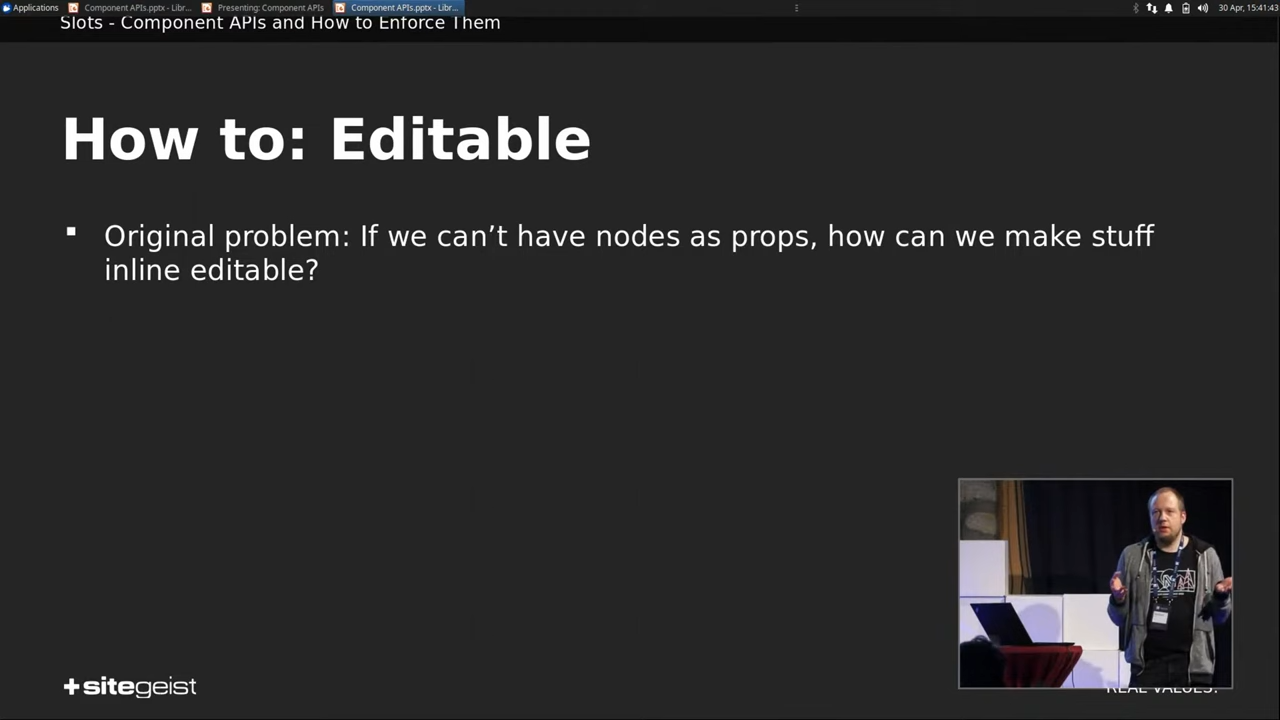 Applications
Component APIs.pptx - Libr...
Presenting: Component APIs
Component APIs.pptx - Libr...
30 Apr, 15:41:43
Slots - Component APIs and How to Enforce Them
How to: Editable
Original problem: If we can’t have nodes as props, how can we make stuff
inline editable?
+sitegeist
REAL VALUES.